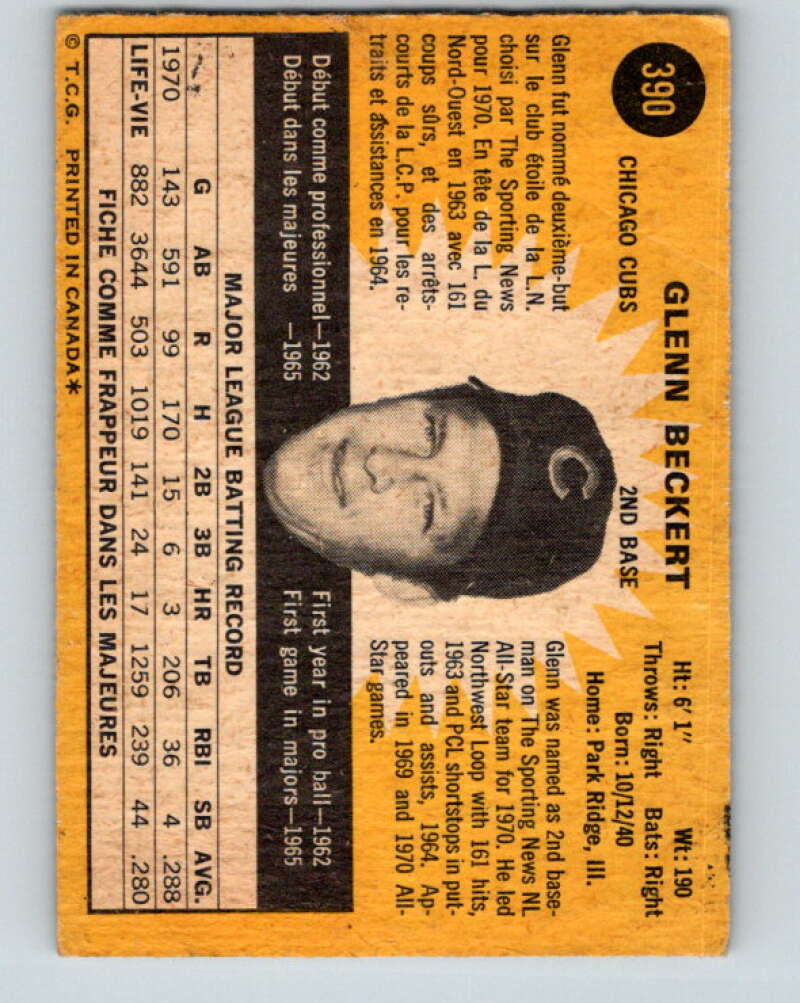 390
GLENN BECKERT
CHICAGO CUBS
2ND BASE
Ht: 6'1" Wt: 190
Throws: Right Bats: Right
Born: 10/12/40
Home: Park Ridge, Ill.
Glenn fut nommé deuxième-but
sur le club étoile de la L.N.
choisi par The Sporting News
pour 1970. En tête de la L. du
Nord-Ouest en 1963 avec 161
coups sûrs, et des arrêts-
courts de la L.C.P. pour les re-
traits et assistances en 1964.
Glenn was named as 2nd base-
man on The Sporting News NL
All-Star team for 1970. He led
Northwest Loop with 161 hits,
1963 and PCL shortstops in put-
outs and assists, 1964. Ap-
peared in 1969 and 1970 All-
Star games.
Début comme professionnel—1962
Début dans les majeures —1965
First year in pro ball—1962
First game in majors—1965
MAJOR LEAGUE BATTING RECORD
G AB R H 2B 3B HR TB RBI SB AVG.
1970 143 591 99 170 15 6 3 206 36 4 .288
LIFE-VIE 882 3644 503 1019 141 24 17 1259 239 44 .280
FICHE COMME FRAPPEUR DANS LES MAJEURES
© T.C.G. PRINTED IN CANADA*